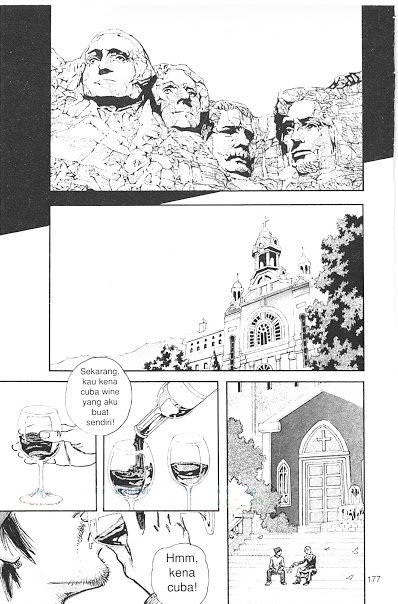 Sekarang,
kau kena
cuba wine
yang aku
buat
sendiri!
Hmm,
kena
cuba!
177